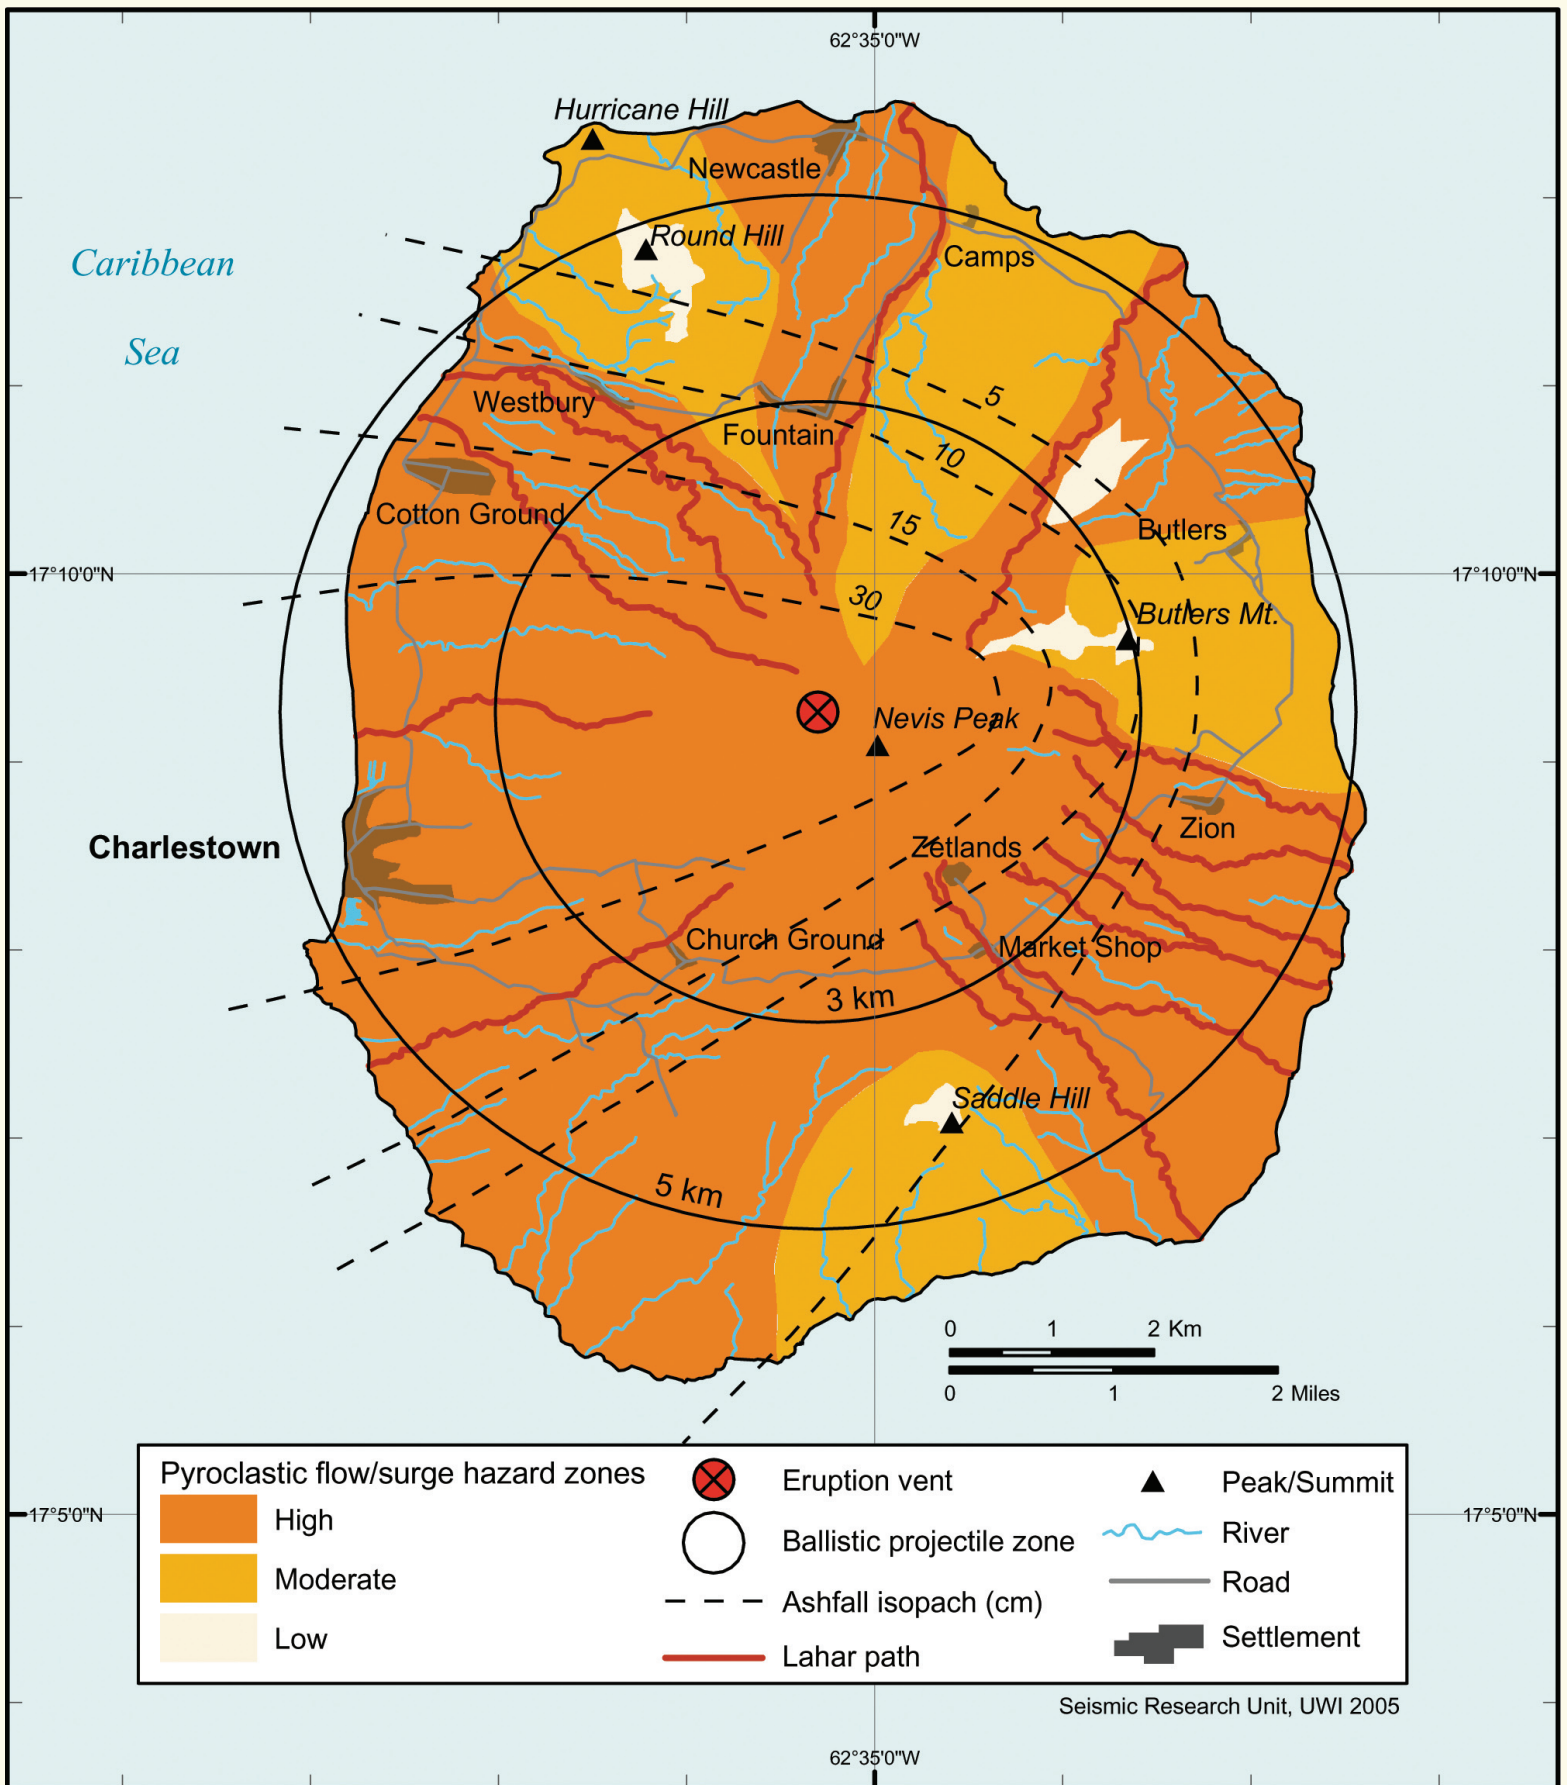 62°35'0"W
Hurricane Hill
Newcastle
Caribbean
Sea
Round Hill
Camps
Westbury
5
Fountain
10
Cotton Ground
15
Butlers
17°10'0"N
17°10'0"N
30
Butlers Mt.
Nevis Peak
Charlestown
Zetlands
Zion
Church Ground
Market Shop
3 km
Saddle Hill
5 km
0 1 2 Km
0 1 2 Miles
Pyroclastic flow/surge hazard zones
High
Moderate
Low
Eruption vent
Ballistic projectile zone
Ashfall isopach (cm)
Lahar path
Peak/Summit
River
Road
Settlement
17°5'0"N
17°5'0"N
Seismic Research Unit, UWI 2005
62°35'0"W